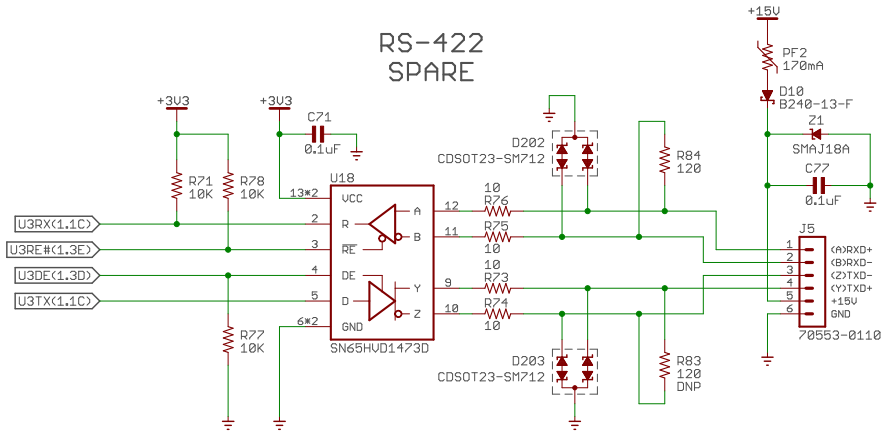 RS-422
SPARE
+15V
PF2
170mA
D10
B240-13-F
Z1
SMAJ18A
C77
0.1uF
+3V3
+3V3
C71
0.1uF
D202
CDSOT23-SM712
R84
120
R71
10K
R78
10K
U18
13*2
VCC
U3RX(1.1C)
2
R
A
12
10
R76
U3RE#(1.3E)
3
RE
B
11
R75
10
U3DE(1.3D)
4
DE
Y
9
10
R73
U3TX(1.1C)
5
D
Z
10
R74
10
6*2
GND
SN65HVD1473D
R77
10K
D203
CDSOT23-SM712
R83
120
DNP
J5
1
(A)RXD+
2
(B)RXD-
3
(Z)TXD-
4
(Y)TXD+
5
+15V
6
GND
70553-0110